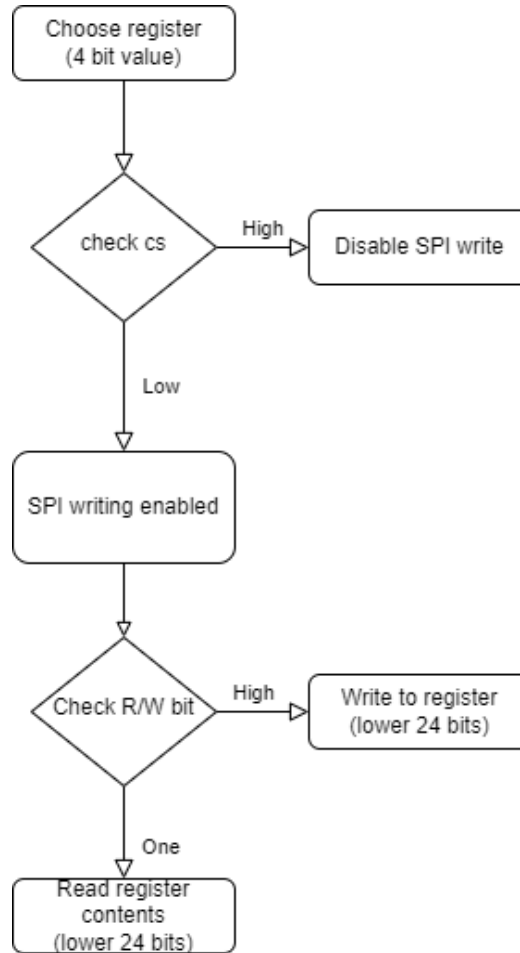 Choose register
(4 bit value)
check cs
High
Disable SPI write
Low
SPI writing enabled
Check R/W bit
High
Write to register
(lower 24 bits)
One
Read register
contents
(lower 24 bits)